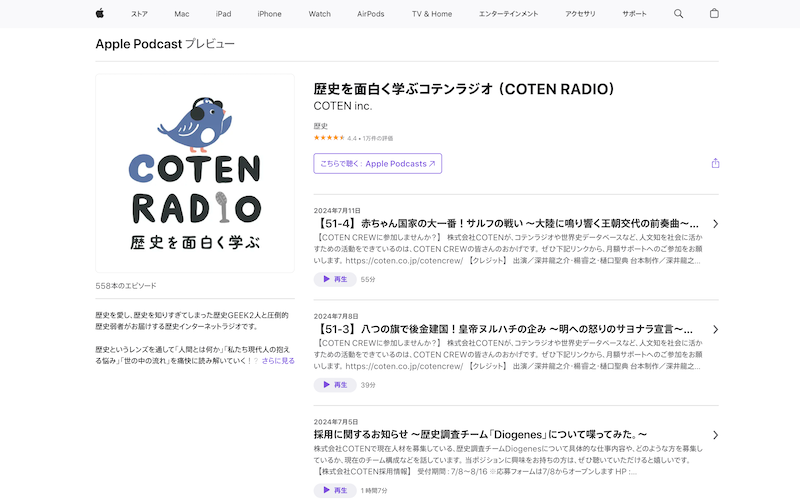 ストア Mac iPad iPhone Watch AirPods TV & Home エンターテインメント アクセサリ サポート
Apple Podcast プレビュー
COTEN
RADIO
歴史を面白く学ぶ
558本のエピソード
歴史を愛し、歴史を知りすぎてしまった歴史GEEK2人と圧倒的
歴史弱者がお届けする歴史インターネットラジオです。
歴史というレンズを通して「人間とは何か」「私たち現代人の抱え
る悩み」「世の中の流れ」を痛快に読み解いていく！？ さらに見る
歴史を面白く学ぶコテンラジオ （COTEN RADIO）
COTEN inc.
歴史
4.4 • 1万件の評価
こちらで聴く： Apple Podcasts
2024年7月11日
【51-4】 赤ちゃん国家の大一番！サルフの戦い 〜大陸に鳴り響く王朝交代の前奏曲〜...
【COTEN CREWに参加しませんか？】 株式会社COTENが、コテンラジオや世界史データベースなど、人文知を社会に活か
すための活動をできているのは、COTEN CREWの皆さんのおかげです。 ぜひ下記リンクから、月額サポートへのご参加をお願
いします。 https://coten.co.jp/cotencrew/ 【クレジット】 出演／深井龍之介・楊睿之・樋口聖典 台本制作／深井龍之...
再生 55分
2024年7月8日
【51-3】 八つの旗で後金建国！皇帝ヌルハチの企み 〜明への怒りのサヨナラ宣言〜...
【COTEN CREWに参加しませんか？】 株式会社COTENが、コテンラジオや世界史データベースなど、人文知を社会に活か
すための活動をできているのは、COTEN CREWの皆さんのおかげです。 ぜひ下記リンクから、月額サポートへのご参加をお願
いします。 https://coten.co.jp/cotencrew/ 【クレジット】 出演／深井龍之介・楊睿之・樋口聖典 台本制作／深井龍之...
再生 39分
2024年7月5日
採用に関するお知らせ 〜歴史調査チーム「Diogenes」について喋ってみた。〜
株式会社COTENで現在人材を募集している、歴史調査チームDiogenesについて具体的な仕事内容や、どのような方を募集して
いるか、現在のチーム構成などを話しています。 当ポジションに興味をお持ちの方は、ぜひ聴いていただけると嬉しいです。
【株式会社COTEN採用情報】 受付期間 : 7/8〜8/16 ※応募フォームは7/8からオープンします HP :...
再生 1 時間7分